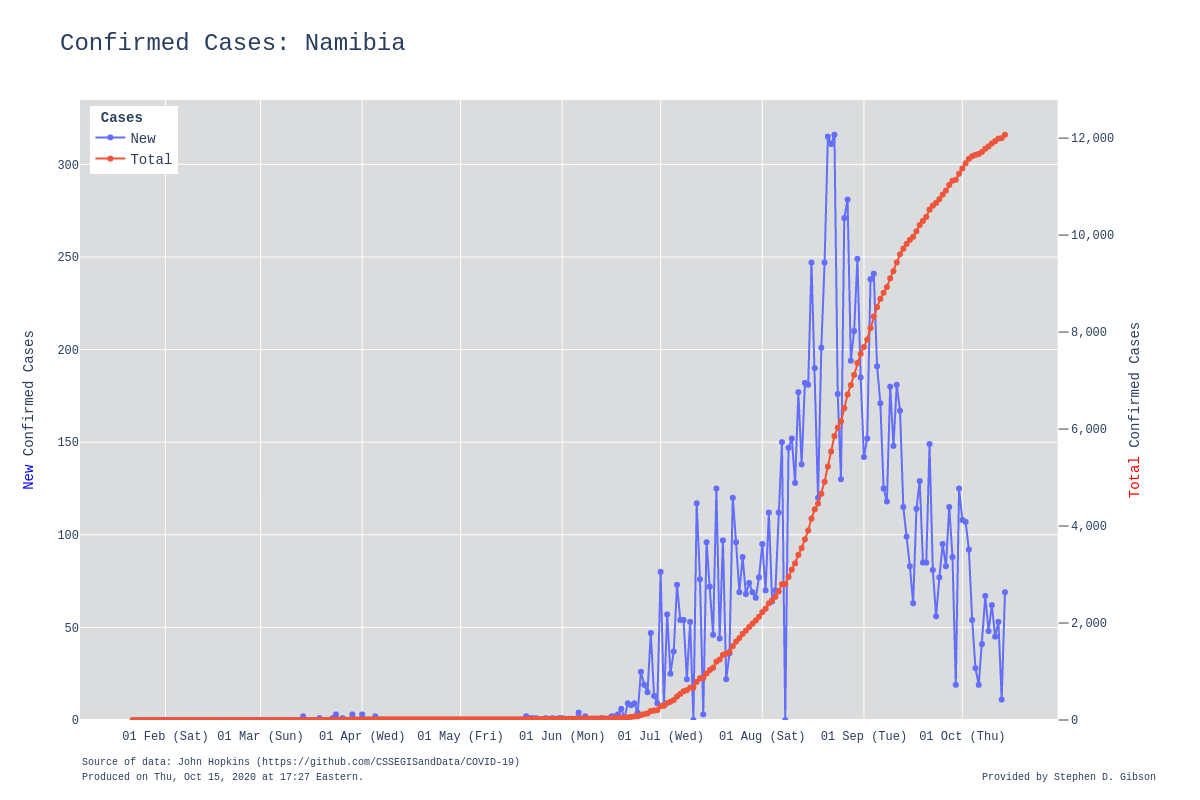 Confirmed Cases: Namibia
Cases
New
Total
300
250
200
150
100
50
0
New Confirmed Cases
12,000
10,000
8,000
6,000
4,000
2,000
0
Total Confirmed Cases
01 Feb (Sat) 01 Mar (Sun) 01 Apr (Wed) 01 May (Fri) 01 Jun (Mon) 01 Jul (Wed) 01 Aug (Sat) 01 Sep (Tue) 01 Oct (Thu)
Source of data: John Hopkins (https://github.com/CSSEGISandData/COVID-19)
Produced on Thu, Oct 15, 2020 at 17:27 Eastern.
Provided by Stephen D. Gibson